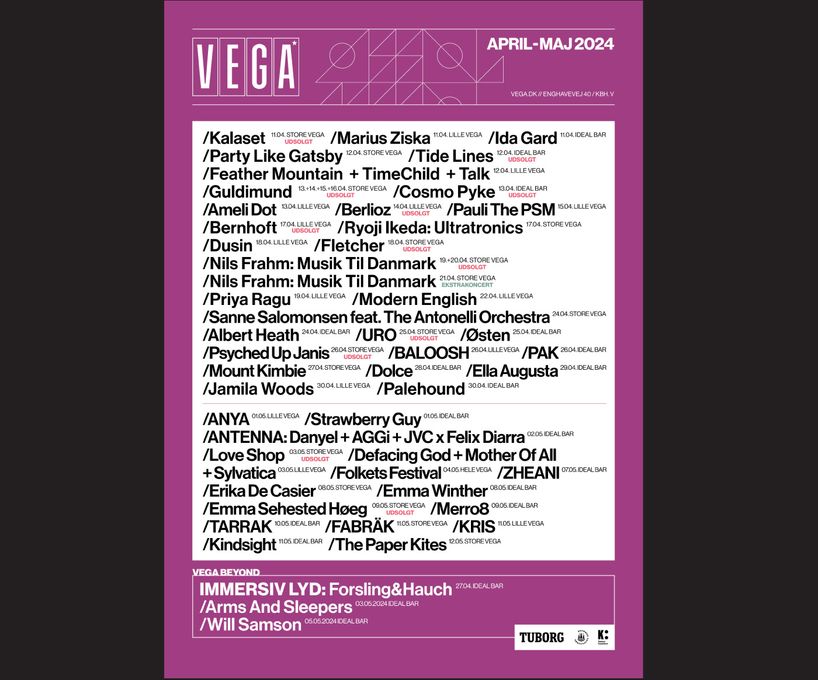 VEGA*
APRIL-MAJ 2024
VEGA.DK // ENGHAVEVEJ 40 / KBH. V
/Kalaset 11.04. STORE VEGA UDSOLGT /Marius Ziska 11.04. LILLE VEGA /Ida Gard 11.04. IDEAL BAR
/Party Like Gatsby 12.04. STORE VEGA /Tide Lines 12.04. IDEAL BAR UDSOLGT
/Feather Mountain + TimeChild + Talk 12.04. LILLE VEGA
/Guldimund 13.+14.+15.+16.04. STORE VEGA UDSOLGT /Cosmo Pyke 13.04. IDEAL BAR UDSOLGT
/Ameli Dot 13.04. LILLE VEGA /Berlioz 14.04. LILLE VEGA UDSOLGT /Pauli The PSM 15.04. LILLE VEGA
/Bernhoft 17.04. LILLE VEGA UDSOLGT /Ryoji Ikeda: Ultratronics 17.04. STORE VEGA
/Dusin 18.04. LILLE VEGA /Fletcher 18.04. STORE VEGA UDSOLGT
/Nils Frahm: Musik Til Danmark 19.+20.04. STORE VEGA UDSOLGT
/Nils Frahm: Musik Til Danmark 21.04. STORE VEGA EKSTRAKONCERT
/Priya Ragu 19.04. LILLE VEGA /Modern English 22.04. LILLE VEGA
/Sanne Salomonsen feat. The Antonelli Orchestra 24.04. STORE VEGA
/Albert Heath 24.04. IDEAL BAR /URO 25.04. STORE VEGA UDSOLGT /Østen 25.04. IDEAL BAR
/Psyched Up Janis 26.04. STORE VEGA UDSOLGT /BALOOSH 26.04. LILLE VEGA /PAK 26.04. IDEAL BAR
/Mount Kimbie 27.04. STORE VEGA /Dolce 28.04. IDEAL BAR /Ella Augusta 29.04. IDEAL BAR
/Jamila Woods 30.04. LILLE VEGA /Palehound 30.04. IDEAL BAR
/ANYA 01.05. LILLE VEGA /Strawberry Guy 01.05. IDEAL BAR
/ANTENNA: Danyel + AGGi + JVC x Felix Diarra 02.05. IDEAL BAR
/Love Shop 03.05. STORE VEGA UDSOLGT /Defacing God + Mother Of All
+ Sylvatica 03.05. LILLE VEGA /Folkets Festival 04.05. HELE VEGA /ZHEANI 07.05. IDEAL BAR
/Erika De Casier 08.05. STORE VEGA /Emma Winther 08.05. IDEAL BAR
/Emma Sehested Høeg 09.05. STORE VEGA UDSOLGT /Merro8 09.05. IDEAL BAR
/TARRAK 10.05. IDEAL BAR /FABRÄK 11.05. STORE VEGA /KRIS 11.05. LILLE VEGA
/Kindsight 11.05. IDEAL BAR /The Paper Kites 12.05. STORE VEGA
VEGA BEYOND
IMMERSIV LYD: Forsling&Hauch 27.04. IDEAL BAR
/Arms And Sleepers 03.05.2024 IDEAL BAR
/Will Samson 05.05.2024 IDEAL BAR
TUBORG K: